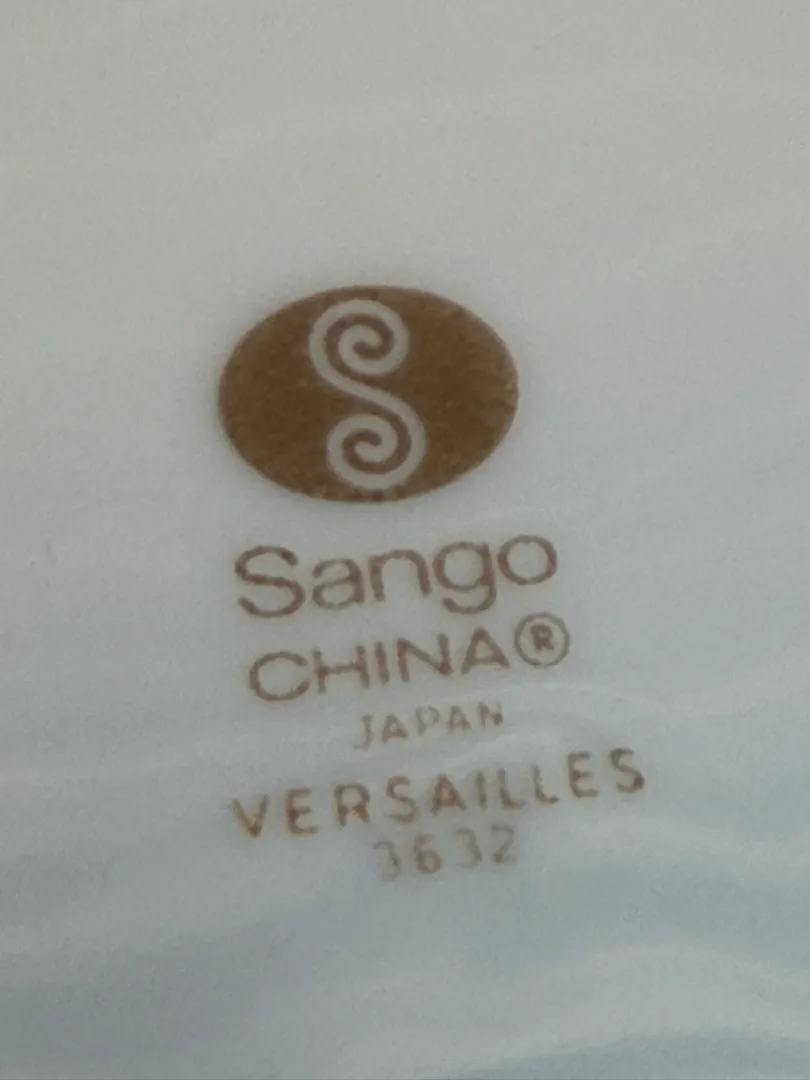 S
Sango
CHINA®
JAPAN
VERSAILLES
3632